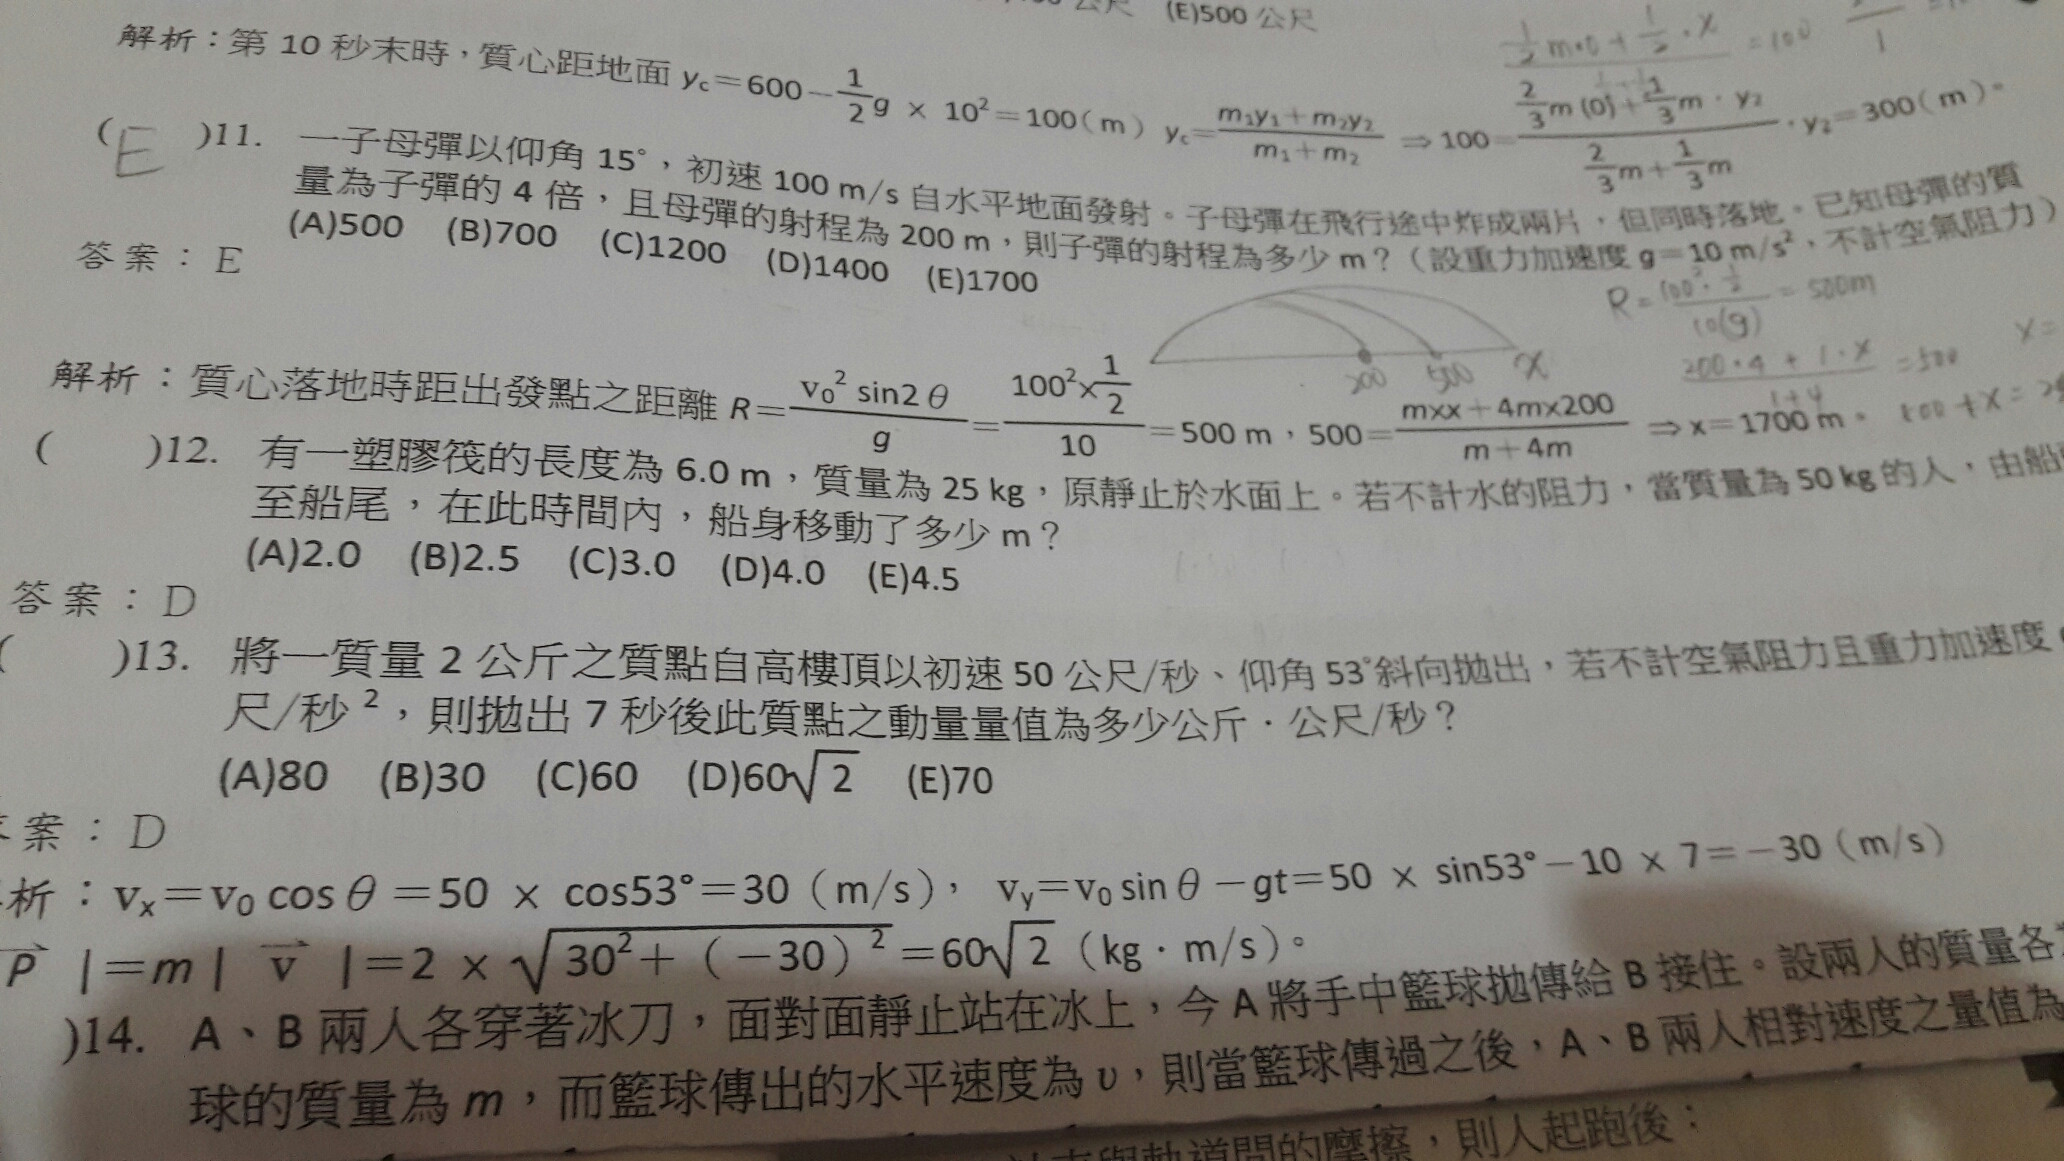 (E)500 公尺
解析：第 10 秒末時，質心距地面 yc＝600－1/2 g × 10²＝100（m） yc＝(m₁y₁＋m₂y₂)/(m₁＋m₂) ⇒100＝(2/3 m (0)＋1/3 m · y₂)/(2/3 m＋1/3 m)，y₂＝300（m）。
( E )11. 一子母彈以仰角 15°，初速 100 m/s 自水平地面發射。子母彈在飛行途中炸成兩片，但同時落地。已知母彈的質
量為子彈的 4 倍，且母彈的射程為 200 m，則子彈的射程為多少 m？（設重力加速度 g＝10 m/s²，不計空氣阻力）
(A)500 (B)700 (C)1200 (D)1400 (E)1700
答案：E
R = (100² · 1/2)/10(g) = 500m
200 500 x
(200·4 + 1·x)/(1+4) = 500
解析：質心落地時距出發點之距離 R＝v₀² sin2θ/g＝(100²×1/2)/10＝500 m，500＝(m×x＋4m×200)/(m＋4m) ⇒x＝1700 m。
( )12. 有一塑膠筏的長度為 6.0 m，質量為 25 kg，原靜止於水面上。若不計水的阻力，當質量為 50 kg 的人，由船
至船尾，在此時間內，船身移動了多少 m？
(A)2.0 (B)2.5 (C)3.0 (D)4.0 (E)4.5
答案：D
( )13. 將一質量 2 公斤之質點自高樓頂以初速 50 公尺/秒、仰角 53°斜向拋出，若不計空氣阻力且重力加速度
尺/秒²，則拋出 7 秒後此質點之動量量值為多少公斤．公尺/秒？
(A)80 (B)30 (C)60 (D)60√2 (E)70
案：D
析：vx＝v₀ cosθ＝50 × cos53°＝30（m/s）， vy＝v₀ sinθ－gt＝50 × sin53°－10 × 7＝－30（m/s）
P⃗ |＝m | v⃗ |＝2 × √(30²＋（－30）²)＝60√2（kg．m/s）。
)14. A、B 兩人各穿著冰刀，面對面靜止站在冰上，今 A 將手中籃球拋傳給 B 接住。設兩人的質量各
球的質量為 m，而籃球傳出的水平速度為 υ，則當籃球傳過之後，A、B 兩人相對速度之量值為
軌道間的摩擦，則人起跑後：